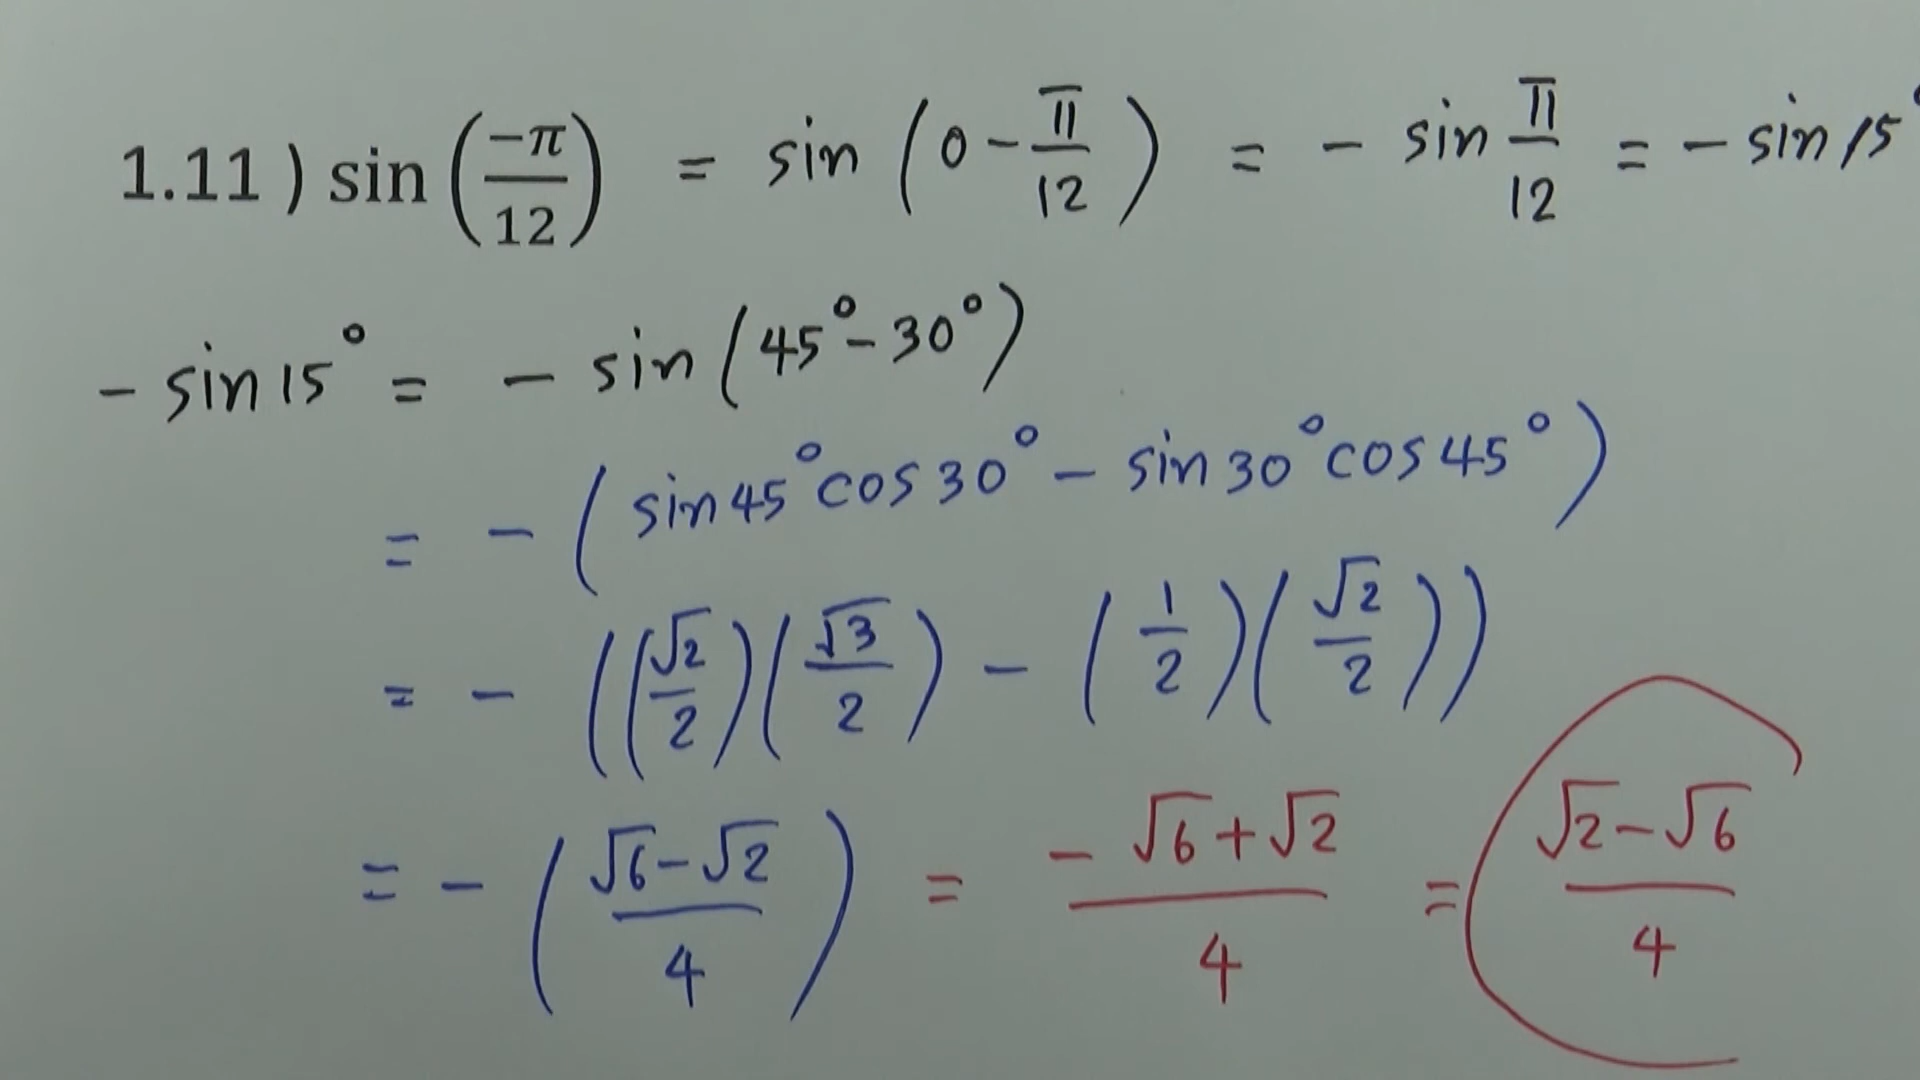 1.11 ) sin (-π/12) = sin (0 - π/12) = - sin π/12 = - sin 15°
- sin 15° = - sin (45° - 30°)
= - (sin 45° cos 30° - sin 30° cos 45°)
= - ((√2/2)(√3/2) - (1/2)(√2/2))
= - ((√6-√2)/4) = (-√6+√2)/4 = (√2-√6)/4